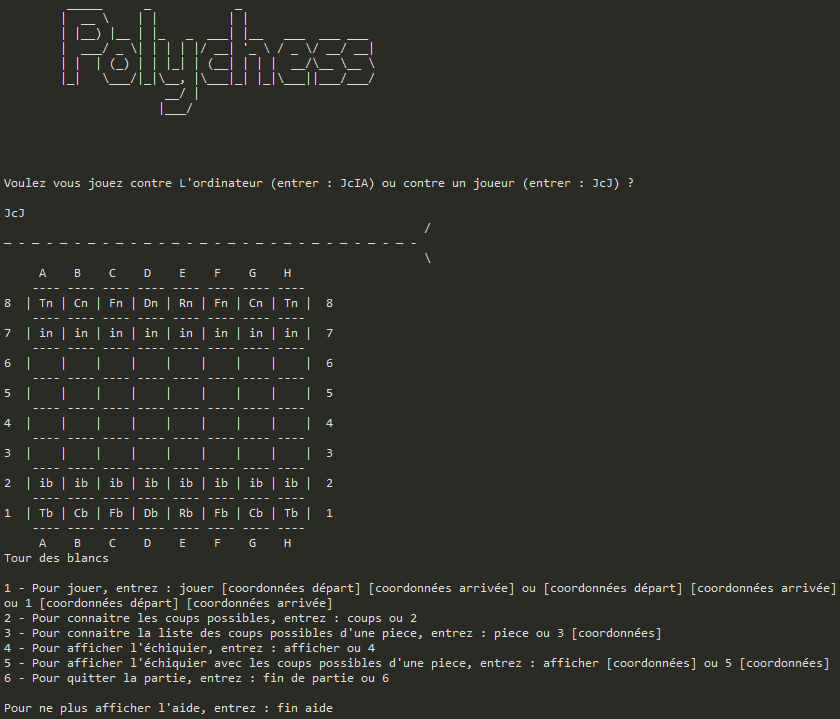 Polychess
Voulez vous jouez contre L'ordinateur (entrer : JcIA) ou contre un joueur (entrer : JcJ) ?
JcJ
/
_ _ _ _ _ _ _ _ _ _ _ _ _ _ _ _ _ _ _ _ _ _ _ _ _ _ _ _ _ _
\
A B C D E F G H
---- ---- ---- ---- ---- ---- ---- ----
8 | Tn | Cn | Fn | Dn | Rn | Fn | Cn | Tn | 8
---- ---- ---- ---- ---- ---- ---- ----
7 | in | in | in | in | in | in | in | in | 7
---- ---- ---- ---- ---- ---- ---- ----
6 | | | | | | | | | 6
---- ---- ---- ---- ---- ---- ---- ----
5 | | | | | | | | | 5
---- ---- ---- ---- ---- ---- ---- ----
4 | | | | | | | | | 4
---- ---- ---- ---- ---- ---- ---- ----
3 | | | | | | | | | 3
---- ---- ---- ---- ---- ---- ---- ----
2 | ib | ib | ib | ib | ib | ib | ib | ib | 2
---- ---- ---- ---- ---- ---- ---- ----
1 | Tb | Cb | Fb | Db | Rb | Fb | Cb | Tb | 1
---- ---- ---- ---- ---- ---- ---- ----
A B C D E F G H
Tour des blancs
1 - Pour jouer, entrez : jouer [coordonnées départ] [coordonnées arrivée] ou [coordonnées départ] [coordonnées arrivée]
ou 1 [coordonnées départ] [coordonnées arrivée]
2 - Pour connaitre les coups possibles, entrez : coups ou 2
3 - Pour connaitre la liste des coups possibles d'une piece, entrez : piece ou 3 [coordonnées]
4 - Pour afficher l'échiquier, entrez : afficher ou 4
5 - Pour afficher l'échiquier avec les coups possibles d'une piece, entrez : afficher [coordonnées] ou 5 [coordonnées]
6 - Pour quitter la partie, entrez : fin de partie ou 6
Pour ne plus afficher l'aide, entrez : fin aide